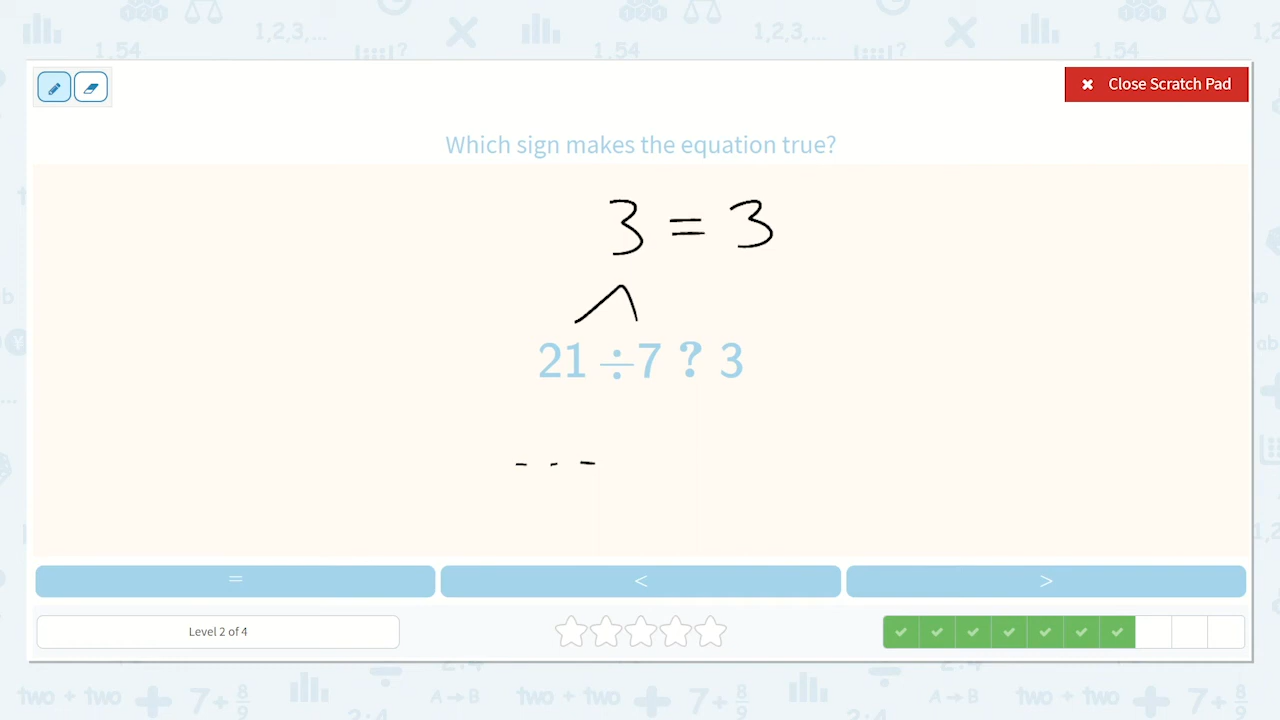 Close Scratch Pad
Which sign makes the equation true?
3 = 3
21 ÷ 7 ? 3
= < >
Level 2 of 4